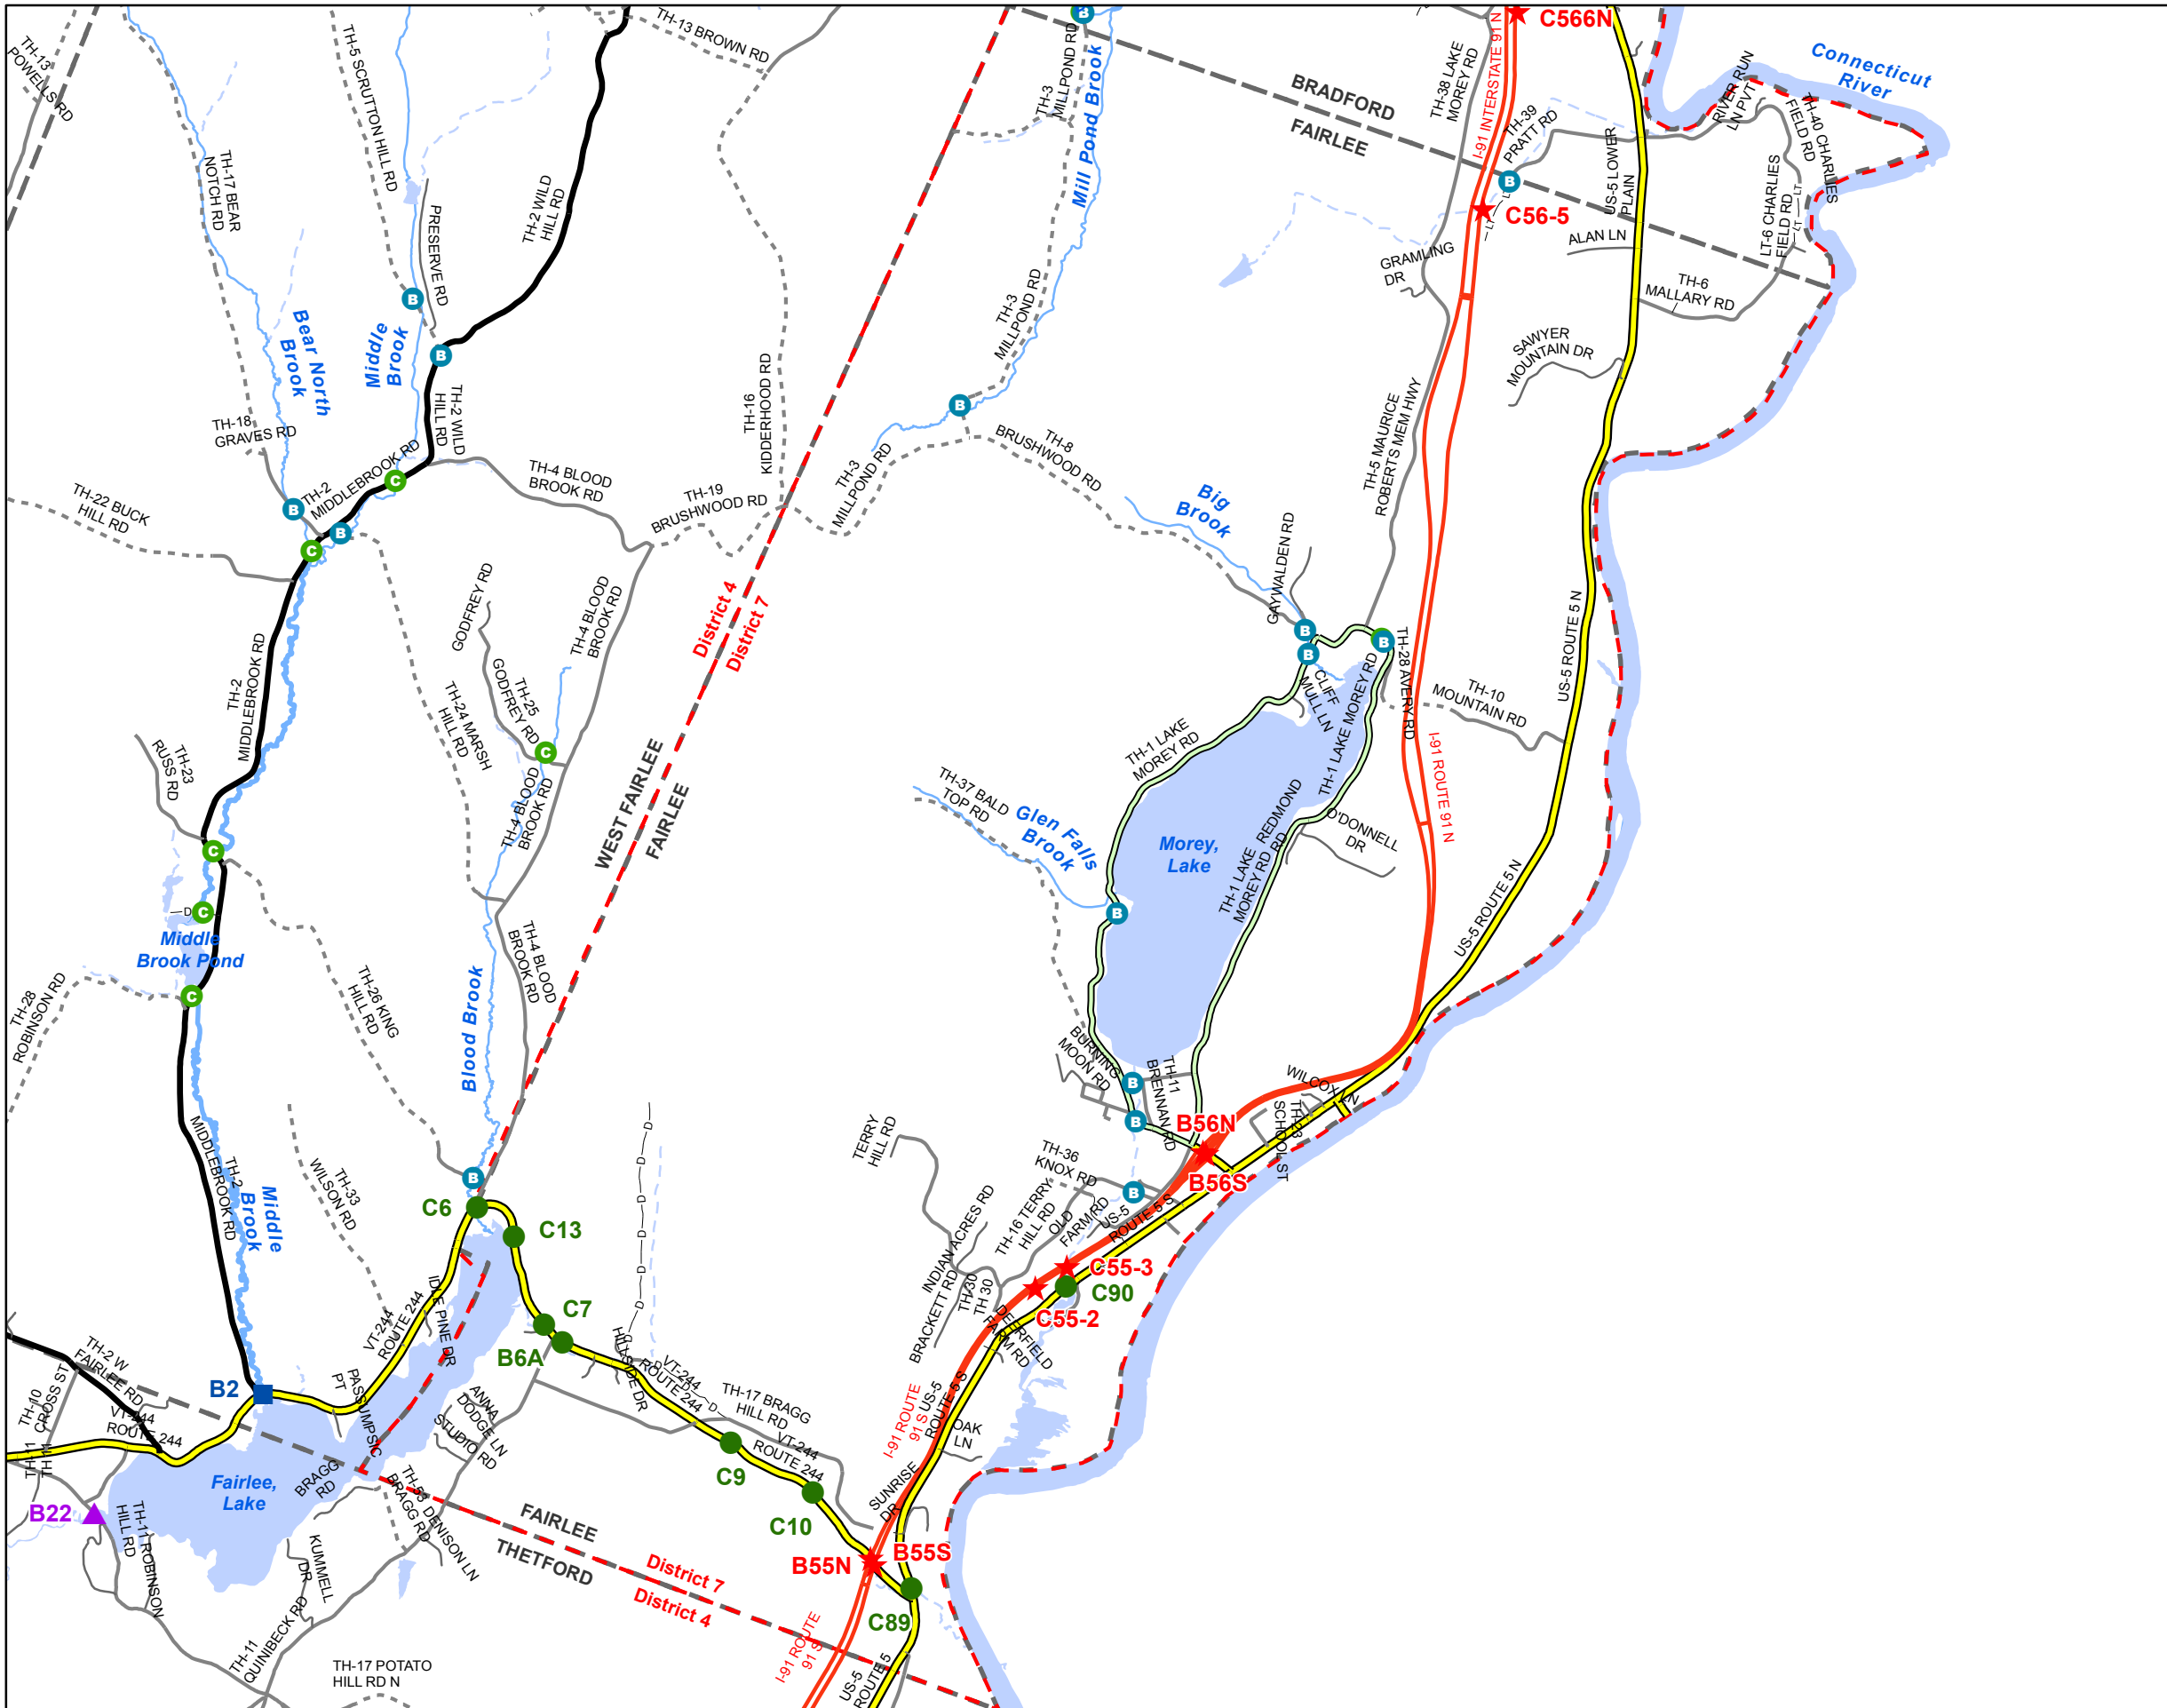 TH-13
POWELLS RD
TH-5 SCRUTTON HILL RD
TH-13 BROWN RD
TH-3
MILLPOND RD
Mill Pond Brook
BRADFORD
FAIRLEE
TH-38 LAKE
MOREY RD
I-91 INTERSTATE 91 N
C566N
TH-39
PRATT RD
C56-5
US-5 LOWER
PLAIN
RIVER RUN
LN PVT
Connecticut
River
TH-40 CHARLIES
FIELD RD
LT-6 CHARLIES
FIELD RD
LT
LT
LT
ALAN LN
GRAMLING
DR
TH-6
MALLARY RD
SAWYER
MOUNTAIN DR
TH-17 BEAR
NOTCH RD
PRESERVE RD
TH-2 WILD
HILL RD
Bear North
Brook
Middle
Brook
TH-3
MILLPOND RD
TH-16
KIDDERHOOD RD
TH-18
GRAVES RD
TH-2 WILD
HILL RD
TH-2
MIDDLEBROOK RD
TH-4 BLOOD
BROOK RD
TH-19
BRUSHWOOD RD
TH-3
MILLPOND RD
TH-8
BRUSHWOOD RD
TH-5 MAURICE
ROBERTS MEM HWY
Big
Brook
TH-22 BUCK
HILL RD
GAYWALDEN RD
GODFREY RD
TH-4 BLOOD
BROOK RD
District 4
District 7
US-5 ROUTE 5 N
TH-2
MIDDLEBROOK RD
TH-24 MARSH
HILL RD
TH-25
GODFREY RD
CLIFF
MULL LN
TH-28 AVERY RD
TH-10
MOUNTAIN RD
TH-1 LAKE
MOREY RD
TH-1 LAKE MOREY RD
I-91 ROUTE 91 N
TH-23
RUSS RD
TH-4 BLOOD
BROOK RD
WEST FAIRLEE
FAIRLEE
TH-37 BALD
TOP RD
Glen Falls
Brook
Morey,
Lake
TH-1 LAKE
MOREY RD
REDMOND
RD
O'DONNELL
DR
US-5 ROUTE 5 N
D
Middle
Brook Pond
TH-28
ROBINSON RD
TH-26 KING
HILL RD
TH-4 BLOOD
BROOK RD
Blood Brook
BURNING
MOON RD
TH-11
BRENNAN RD
WILCOX LN
TH-23
SCHOOL ST
B56N
B56S
TERRY
HILL RD
TH-36
KNOX RD
TH-2
MIDDLEBROOK RD
Middle
Brook
TH-33
WILSON RD
C6
C13
D
D
D
D
D
D
INDIAN ACRES RD
TH-16 TERRY
HILL RD
OLD
FARM RD
US-5
ROUTE 5 S
C55-3
C90
C55-2
TH-30
BRACKETT RD
TH 30
DEERFIELD
FARM RD
C7
B6A
IDLE PINE DR
VT-244
ROUTE 244
HILLSIDE DR
VT-244
ROUTE 244
D
D
D
TH-17 BRAGG
HILL RD
VT-244
ROUTE 244
I-91 ROUTE
91 S
US-5
ROUTE 5 S
OAK
LN
TH-2 W
FAIRLEE RD
TH-10
CROSS ST
B2
PASSUMPSIC
PT
ANNA
DODGE LN
STUDIO RD
VT-244
ROUTE 244
TH-11
TH-11
C9
C10
SUNRISE
DR
Fairlee,
Lake
BRAGG
RD
TH-53
BRAGG RD
DENISON LN
B22
TH-11 ROBINSON
HILL RD
KUMMELL
DR
FAIRLEE
THETFORD
District 7
District 4
B55N
B55S
C89
TH-11
QUINIBECK RD
TH-17 POTATO
HILL RD N
I-91 ROUTE
91 S
US-5
ROUTE 5